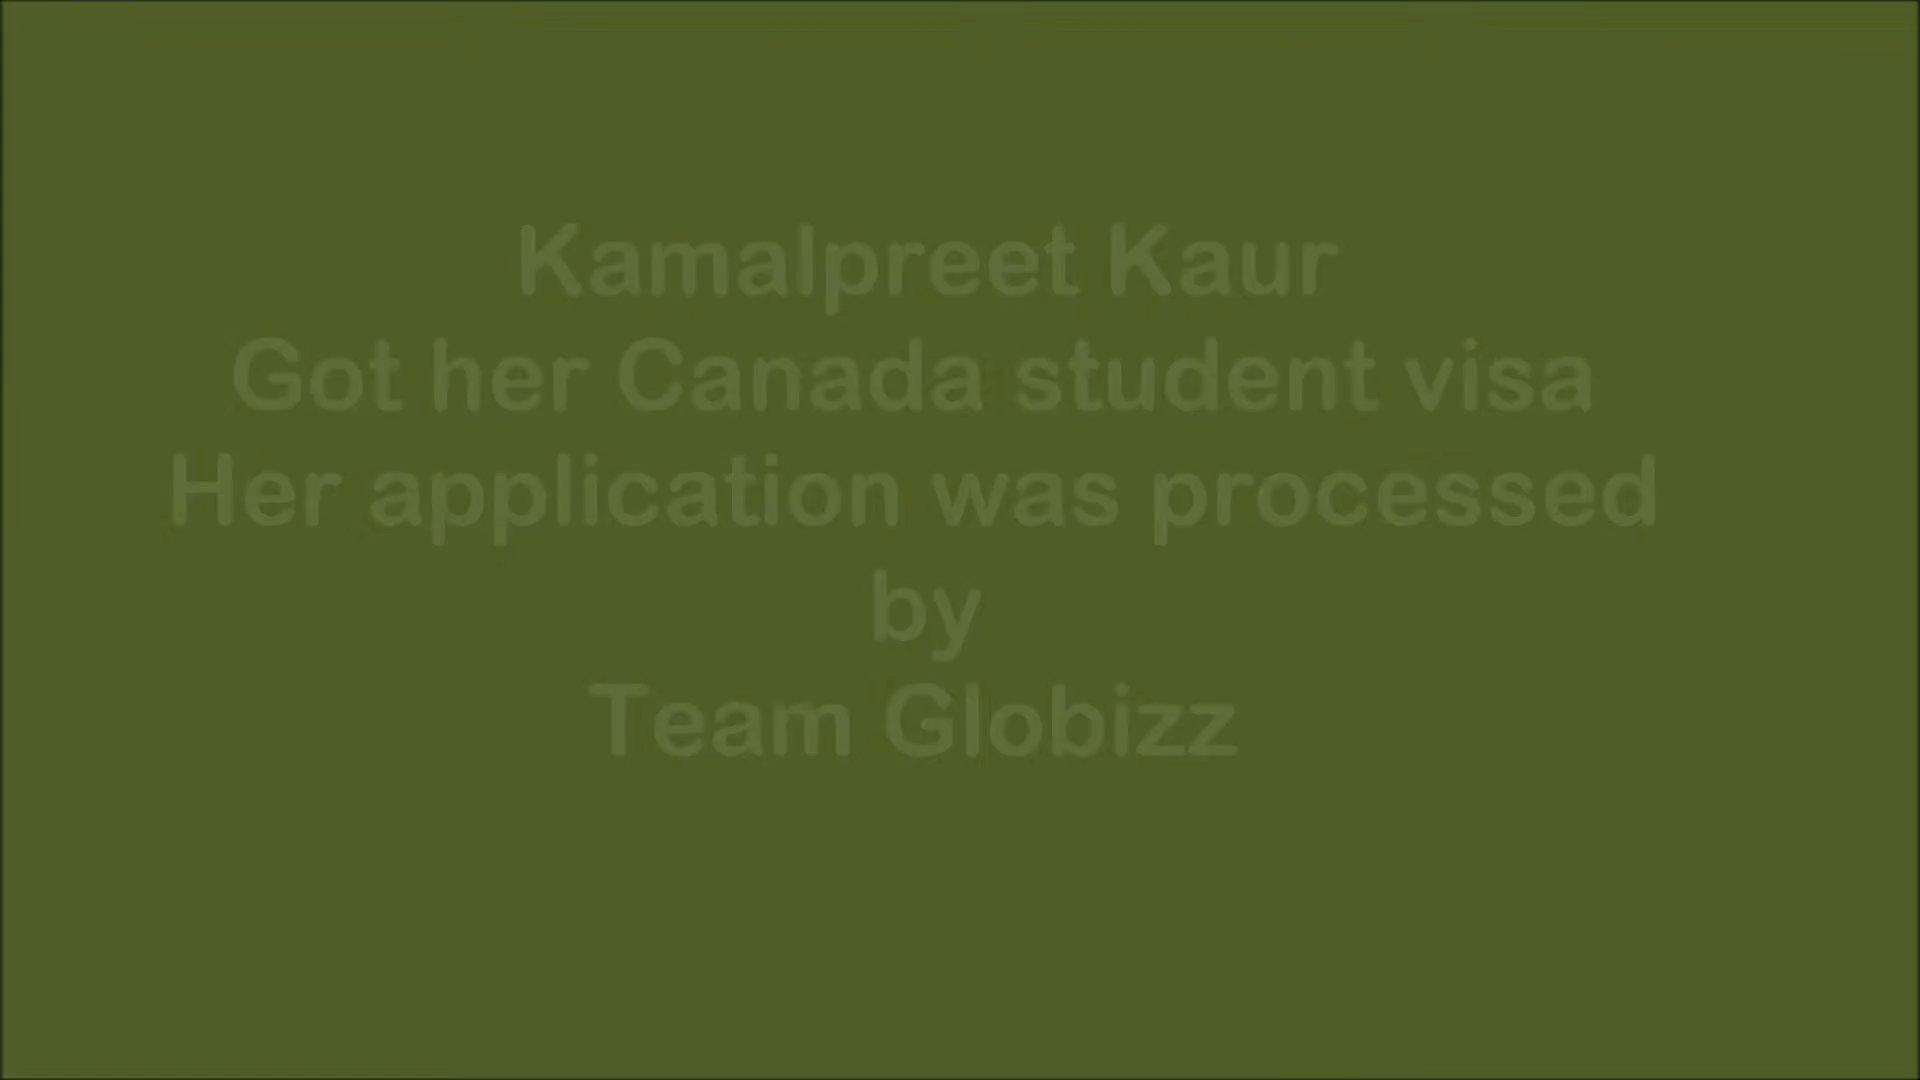 Kamalpreet Kaur
Got her Canada student visa
Her application was processed
by
Team Globizz